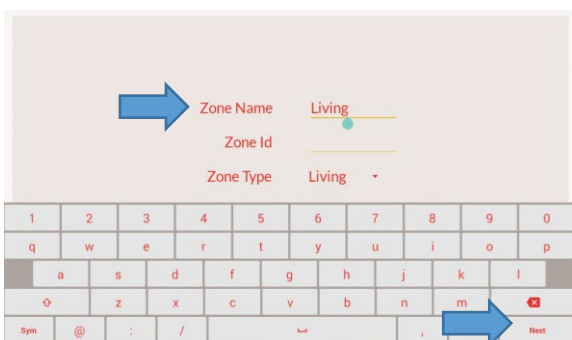 Zone Name Living
Zone Id
Zone Type Living
1 2 3 4 5 6 7 8 9 0
q w e r t y u i o p
a s d f g h j k l
z x c v b n m
Sym @ : / , Next